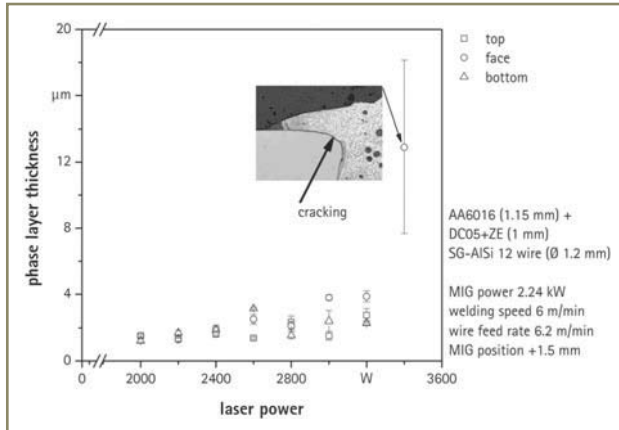 20
µm
12
8
4
0
phase layer thickness
0
2000
2400
2800
W
3600
laser power
cracking
top
face
bottom
AA6016 (1.15 mm) +
DC05+ZE (1 mm)
SG-AlSi 12 wire (Ø 1.2 mm)
MIG power 2.24 kW
welding speed 6 m/min
wire feed rate 6.2 m/min
MIG position +1.5 mm